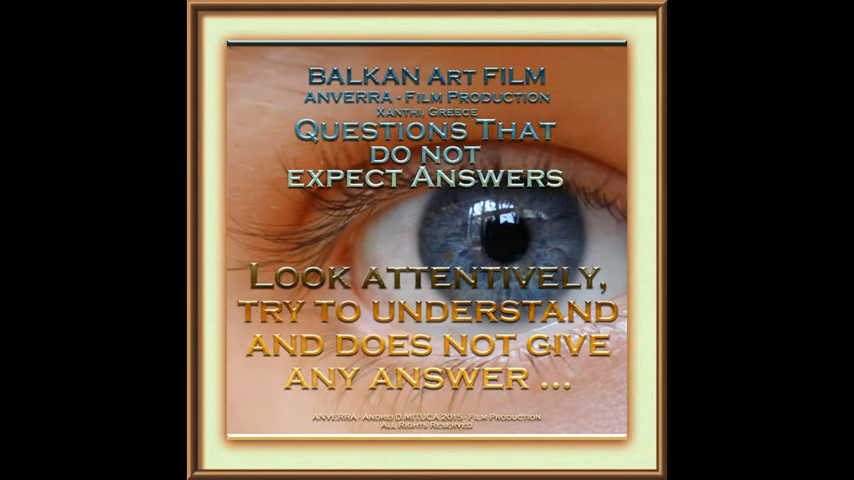 BALKAN ART FILM
ANVERRA - FILM PRODUCTION
XANTHI, GREECE
QUESTIONS THAT
DO NOT
EXPECT ANSWERS
LOOK ATTENTIVELY,
TRY TO UNDERSTAND
AND DOES NOT GIVE
ANY ANSWER ...
ANVERRA - ANDREI DIMITUCA 2015 - FILM PRODUCTION
ALL RIGHTS RESERVED